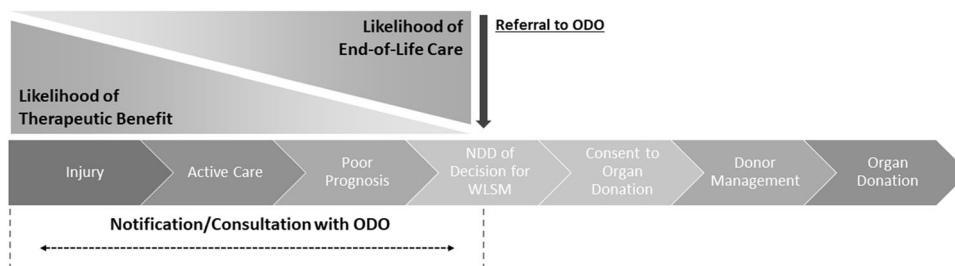 Likelihood of
End-of-Life Care
Referral to ODO
Likelihood of
Therapeutic Benefit
Injury
Active Care
Poor
Prognosis
NDD of
Decision for
WLSM
Consent to
Organ
Donation
Donor
Management
Organ
Donation
Notification/Consultation with ODO